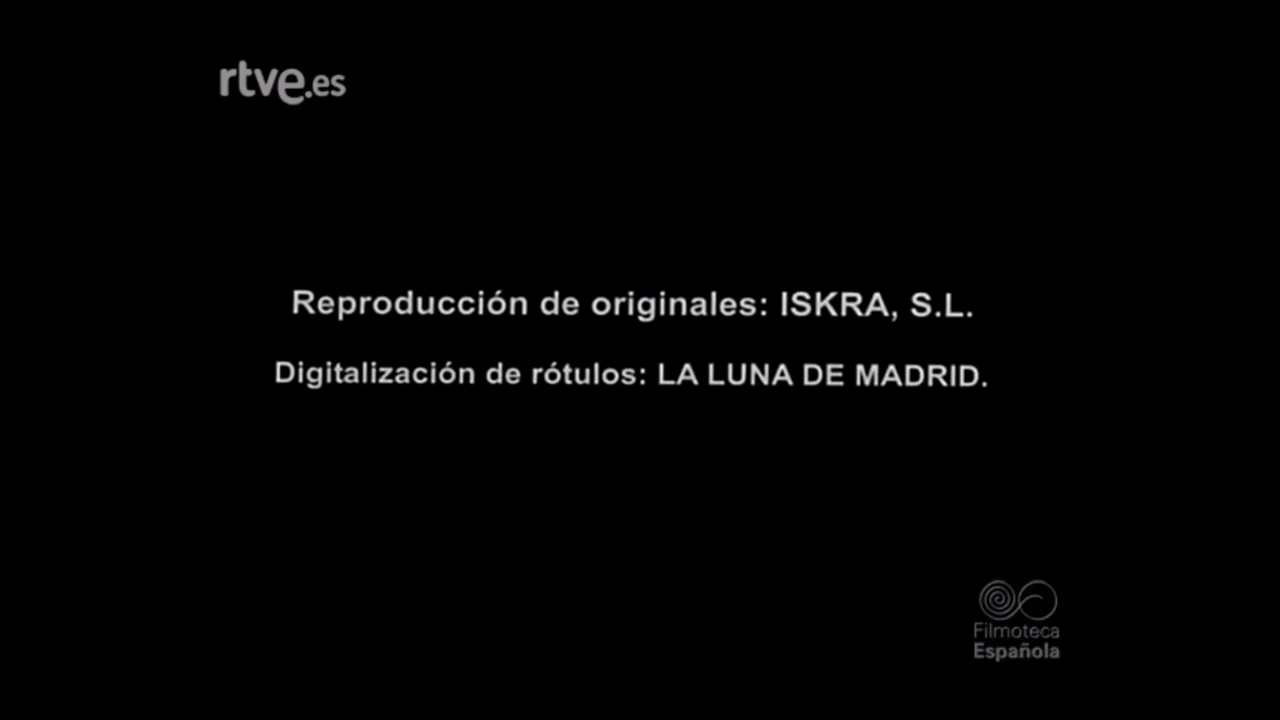 rtve.es
Reproducción de originales: ISKRA, S.L.
Digitalización de rótulos: LA LUNA DE MADRID.
Filmoteca
Española